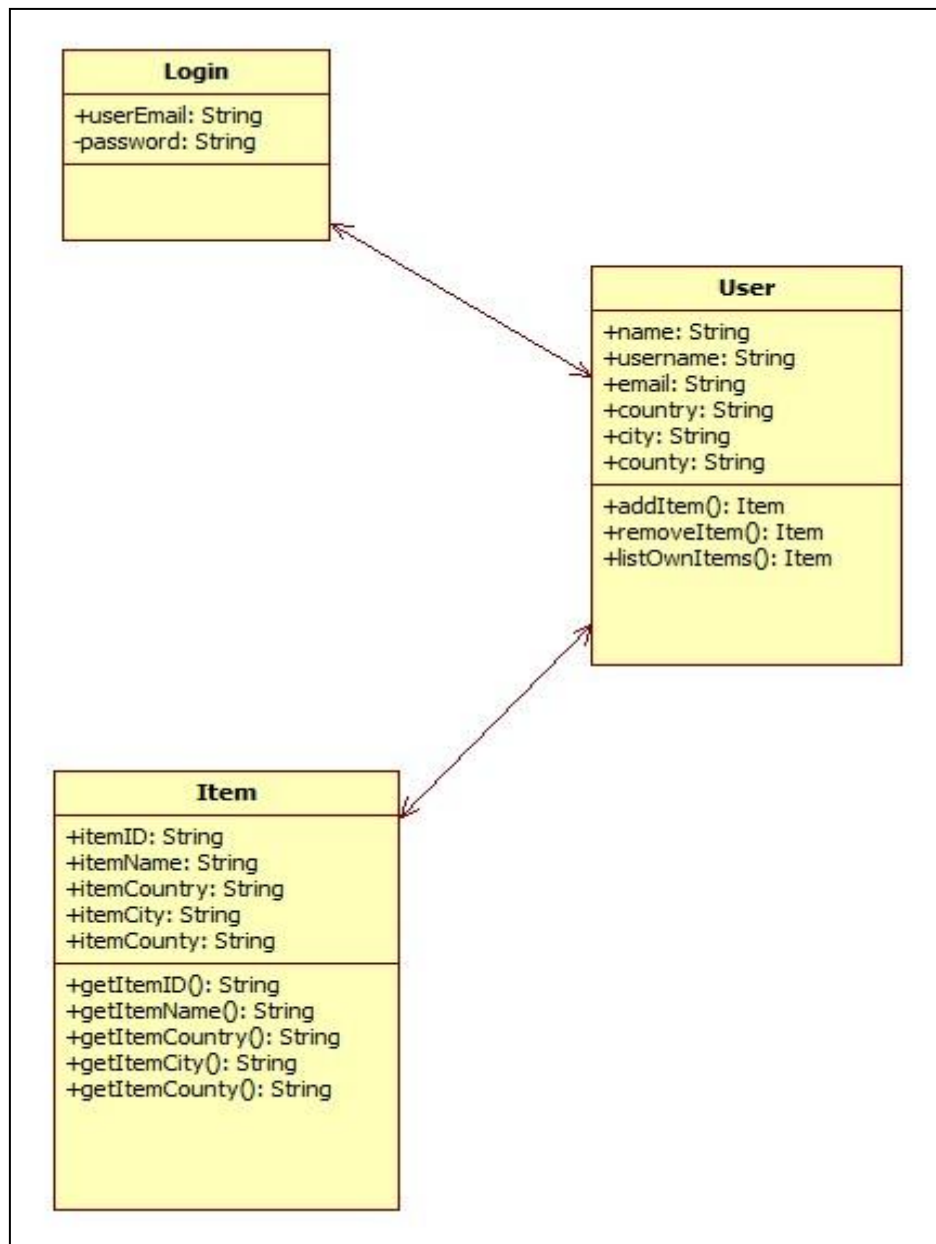 Login
+userEmail: String
-password: String
User
+name: String
+username: String
+email: String
+country: String
+city: String
+county: String
+addItem(): Item
+removeItem(): Item
+listOwnItems(): Item
Item
+itemID: String
+itemName: String
+itemCountry: String
+itemCity: String
+itemCounty: String
+getItemID(): String
+getItemName(): String
+getItemCountry(): String
+getItemCity(): String
+getItemCounty(): String